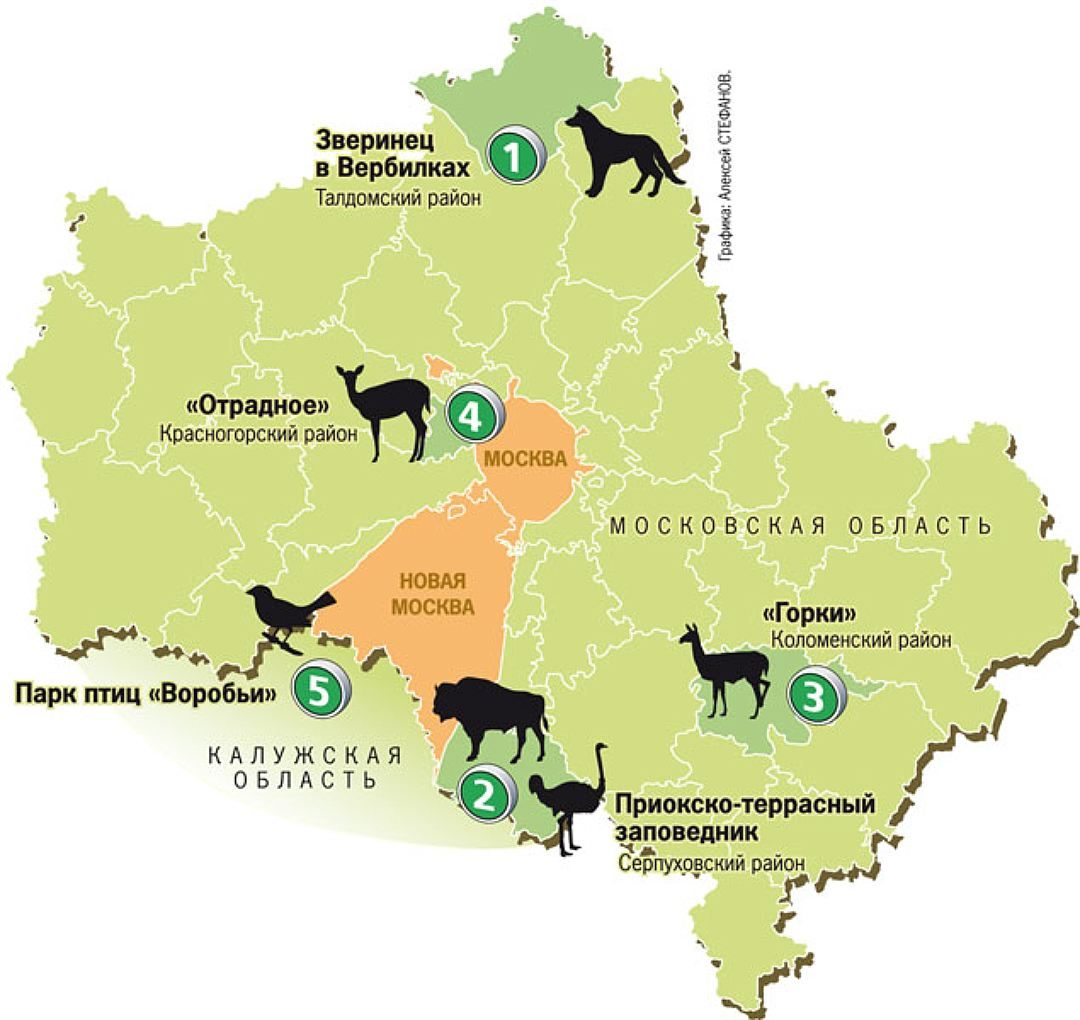 Зверинец
в Вербилках
Талдомский район
1
Графика: Алексей СТЕФАНОВ.
«Отрадное»
Красногорский район
4
МОСКВА
МОСКОВСКАЯ ОБЛАСТЬ
НОВАЯ
МОСКВА
«Горки»
Коломенский район
3
Парк птиц «Воробьи»
5
КАЛУЖСКАЯ
ОБЛАСТЬ
2
Приокско-террасный
заповедник
Серпуховский район